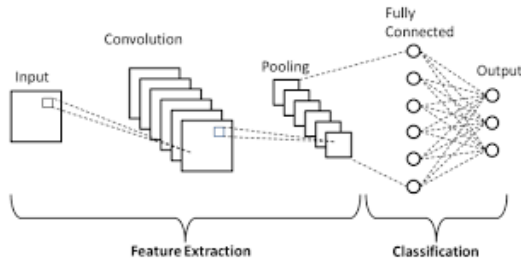 Input
Convolution
Pooling
Fully
Connected
Output
Feature Extraction
Classification